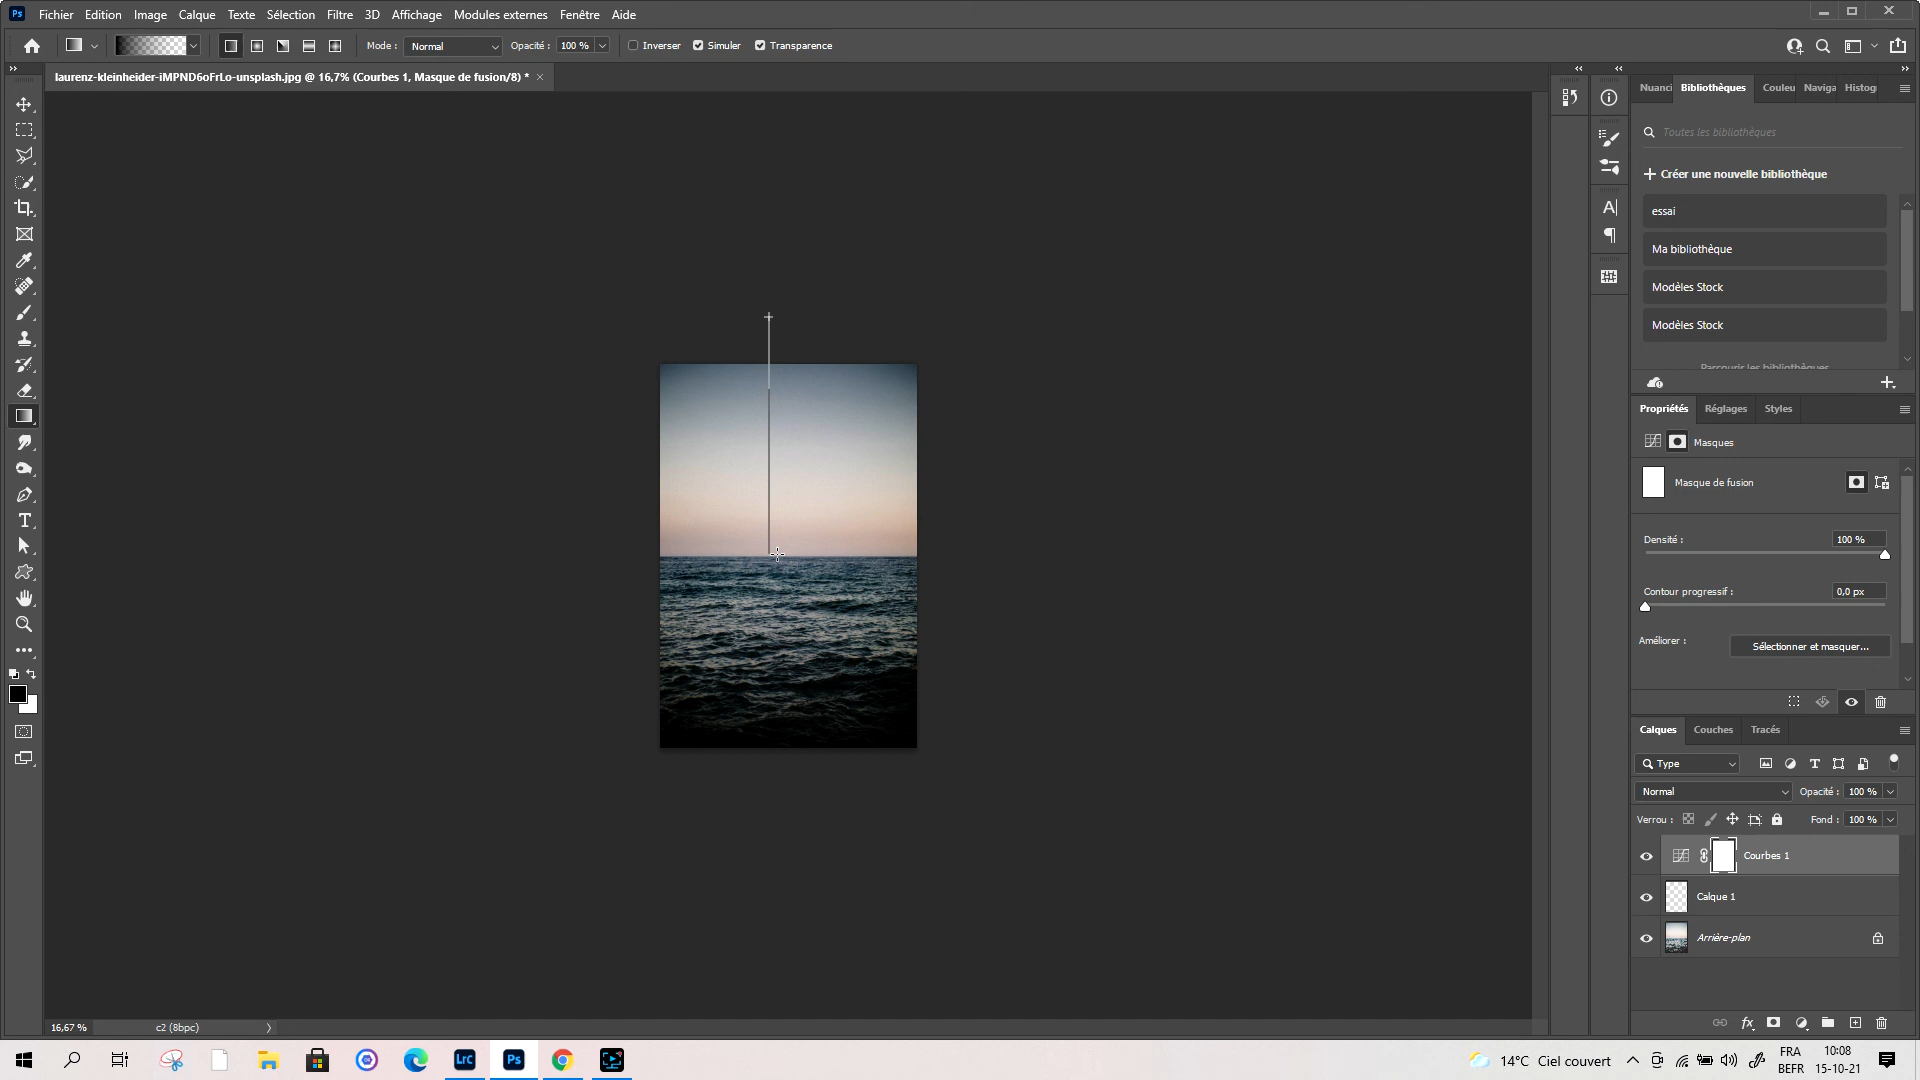 Ps Fichier Edition Image Calque Texte Sélection Filtre 3D Affichage Modules externes Fenêtre Aide
Mode : Normal Opacité : 100 % Inverser Simuler Transparence
laurenz-kleinheider-iMPND6oFrLo-unsplash.jpg @ 16,7% (Courbes 1, Masque de fusion/8) *
Nuanci Bibliothèques Couleu Naviga Histog
Toutes les bibliothèques
Créer une nouvelle bibliothèque
essai
Ma bibliothèque
Modèles Stock
Modèles Stock
Parcourir les bibliothèques
Propriétés Réglages Styles
Masques
Masque de fusion
Densité : 100 %
Contour progressif : 0,0 px
Améliorer : Sélectionner et masquer...
Calques Couches Tracés
Type
Normal Opacité : 100 %
Verrou : Fond : 100 %
Courbes 1
Calque 1
Arrière-plan
16,67 % c2 (8bpc)
Lrc Ps
14°C Ciel couvert
FRA
BEFR
10:08
15-10-21